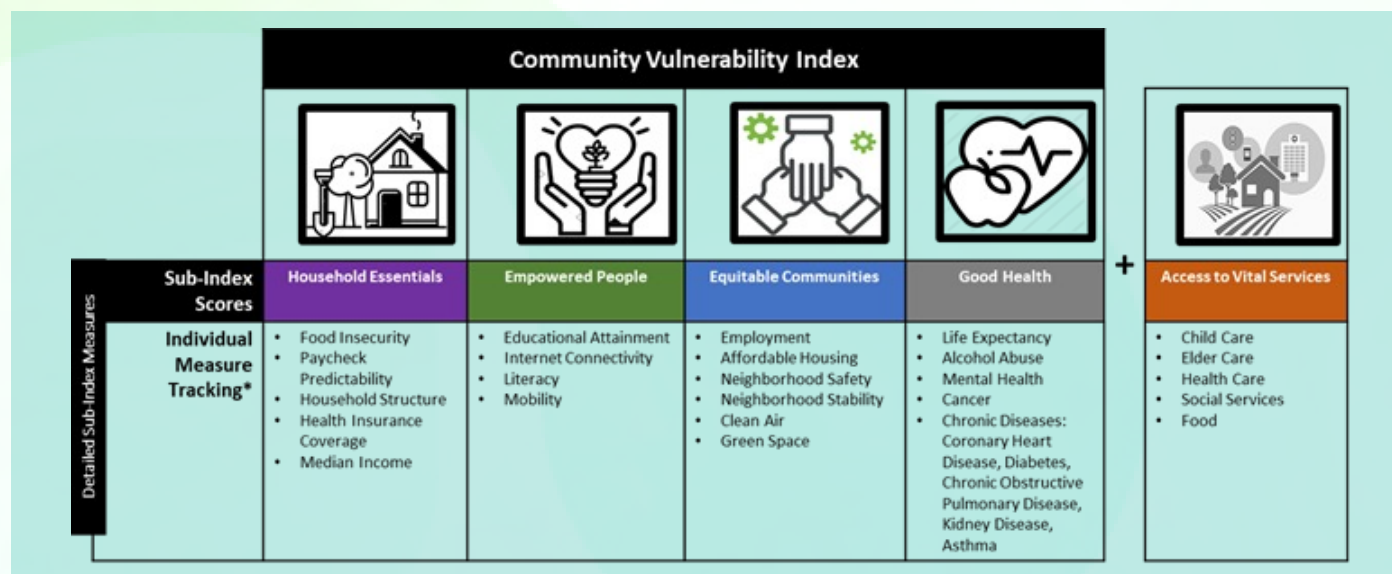 Community Vulnerability Index
Detailed Sub-Index Measures
Sub-Index
Scores
Household Essentials
Empowered People
Equitable Communities
Good Health
+
Access to Vital Services
Individual
Measure
Tracking*
• Food Insecurity
• Paycheck
Predictability
• Household Structure
• Health Insurance
Coverage
• Median Income
• Educational Attainment
• Internet Connectivity
• Literacy
• Mobility
• Employment
• Affordable Housing
• Neighborhood Safety
• Neighborhood Stability
• Clean Air
• Green Space
• Life Expectancy
• Alcohol Abuse
• Mental Health
• Cancer
• Chronic Diseases:
Coronary Heart
Disease, Diabetes,
Chronic Obstructive
Pulmonary Disease,
Kidney Disease,
Asthma
• Child Care
• Elder Care
• Health Care
• Social Services
• Food